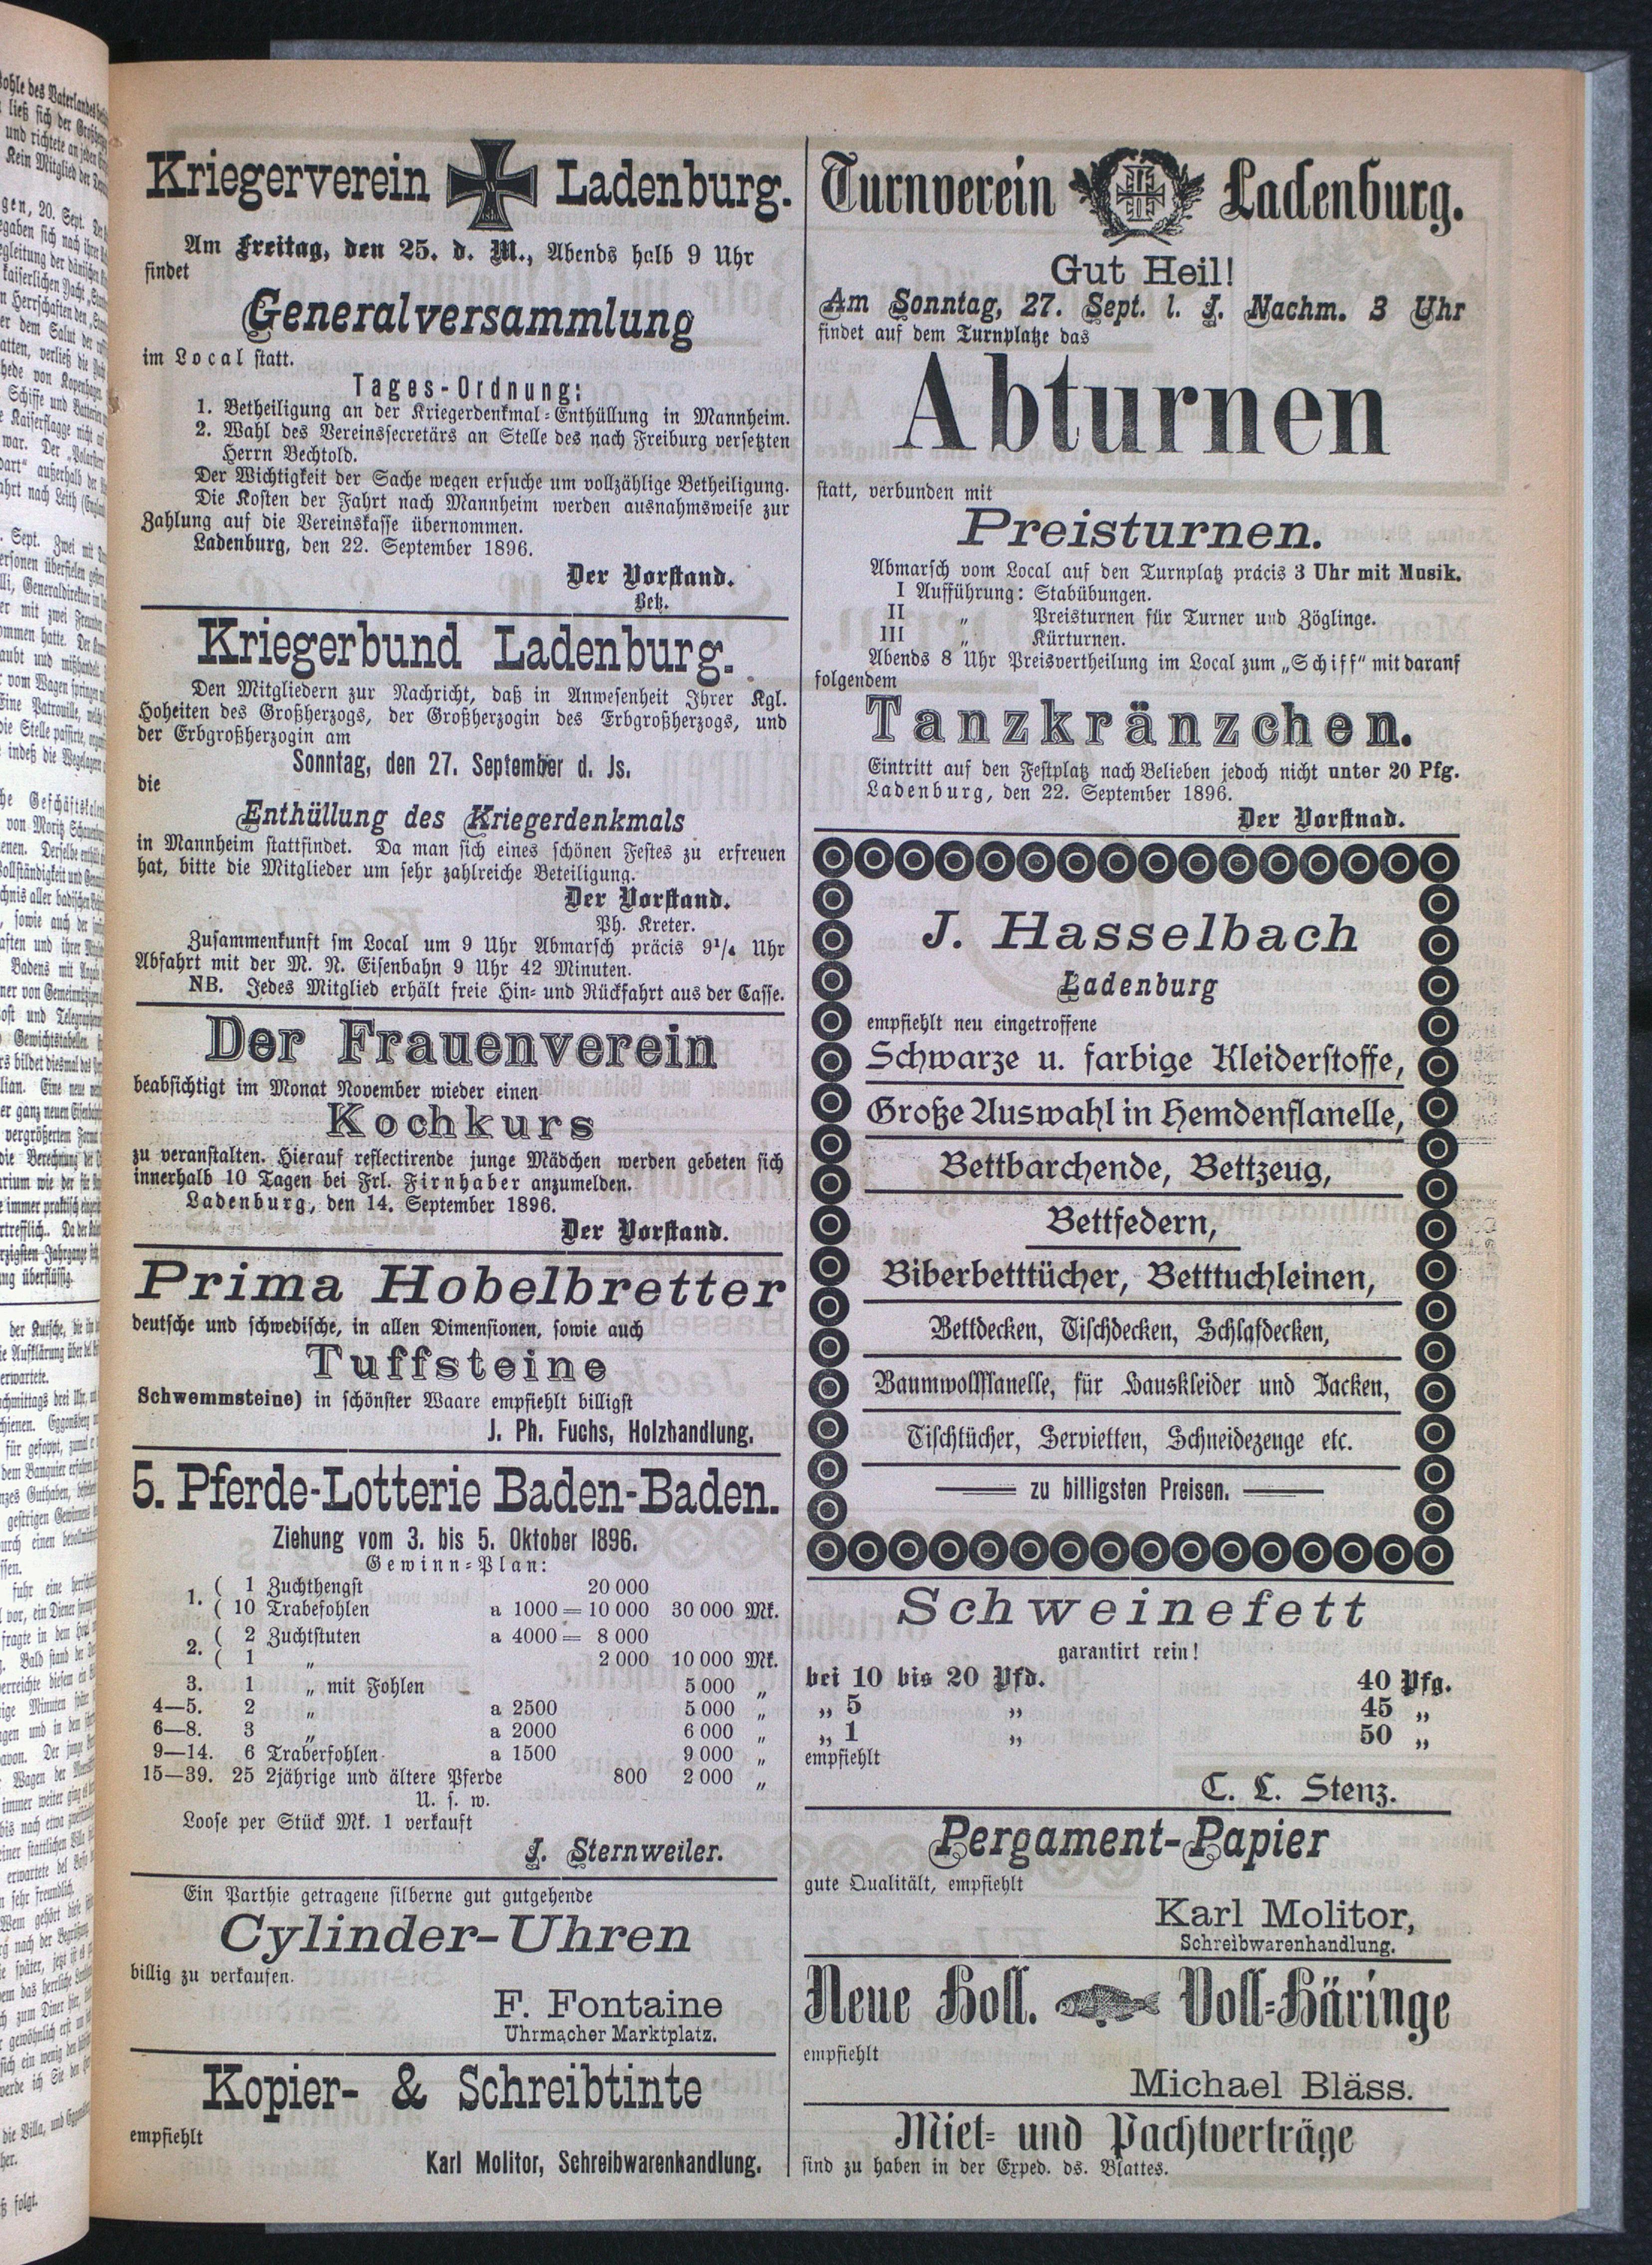 Kriegerverein Ladenburg.
Am Freitag, den 25. d. M., Abends halb 9 Uhr
findet
Generalversammlung
im Local statt.
Tages-Ordnung:
1. Betheiligung an der Kriegerdenkmal-Enthüllung in Mannheim.
2. Wahl des Vereinssecretärs an Stelle des nach Freiburg versetzten
Herrn Bechtold.
Der Wichtigkeit der Sache wegen ersuche um vollzählige Betheiligung.
Die Kosten der Fahrt nach Mannheim werden ausnahmsweise zur
Zahlung auf die Vereinskasse übernommen.
Ladenburg, den 22. September 1896.
Der Vorstand.
Betz.
Kriegerbund Ladenburg.
Den Mitgliedern zur Nachricht, daß in Anwesenheit Ihrer Kgl.
Hoheiten des Großherzogs, der Großherzogin des Erbgroßherzogs, und
der Erbgroßherzogin am
Sonntag, den 27. September d. Js.
die
Enthüllung des Kriegerdenkmals
in Mannheim stattfindet. Da man sich eines schönen Festes zu erfreuen
hat, bitte die Mitglieder um sehr zahlreiche Beteiligung.
Der Vorstand.
Ph. Kreter.
Zusammenkunft im Local um 9 Uhr Abmarsch präcis 9¹/₄ Uhr
Abfahrt mit der M. N. Eisenbahn 9 Uhr 42 Minuten.
NB. Jedes Mitglied erhält freie Hin- und Rückfahrt aus der Casse.
Der Frauenverein
beabsichtigt im Monat November wieder einen
Kochkurs
zu veranstalten. Hierauf reflectirende junge Mädchen werden gebeten sich
innerhalb 10 Tagen bei Frl. Firnhaber anzumelden.
Ladenburg, den 14. September 1896.
Der Vorstand.
Prima Hobelbretter
deutsche und schwedische, in allen Dimensionen, sowie auch
Tuffsteine
Schwemmsteine) in schönster Waare empfiehlt billigst
J. Ph. Fuchs, Holzhandlung.
5. Pferde-Lotterie Baden-Baden.
Ziehung vom 3. bis 5. Oktober 1896.
Gewinn-Plan:
1. ( 1 Zuchthengst 20 000
( 10 Trabefohlen a 1000 = 10 000 30 000 Mk.
2. ( 2 Zuchtstuten a 4000 = 8 000
( 1 „ 2 000 10 000 Mk.
3. 1 „ mit Fohlen 5 000 „
4—5. 2 „ a 2500 5 000 „
6—8. 3 „ a 2000 6 000 „
9—14. 6 Traberfohlen a 1500 9 000 „
15—39. 25 2jährige und ältere Pferde 800 2 000 „
U. s. w.
Loose per Stück Mk. 1 verkauft
J. Sternweiler.
Ein Parthie getragene silberne gut gutgehende
Cylinder-Uhren
billig zu verkaufen.
F. Fontaine
Uhrmacher Marktplatz.
Kopier- & Schreibtinte
empfiehlt
Karl Molitor, Schreibwarenhandlung.
Turnverein Ladenburg.
Gut Heil!
Am Sonntag, 27. Sept. l. J. Nachm. 3 Uhr
findet auf dem Turnplatze das
Abturnen
statt, verbunden mit
Preisturnen.
Abmarsch vom Local auf den Turnplatz präcis 3 Uhr mit Musik.
I Aufführung: Stabübungen.
II „ Preisturnen für Turner und Zöglinge.
III „ Kürturnen.
Abends 8 Uhr Preisvertheilung im Local zum „Schiff" mit darauf
folgendem
Tanzkränzchen.
Eintritt auf den Festplatz nach Belieben jedoch nicht unter 20 Pfg.
Ladenburg, den 22. September 1896.
Der Vorstnad.
J. Hasselbach
Ladenburg
empfiehlt neu eingetroffene
Schwarze u. farbige Kleiderstoffe,
Große Auswahl in Hemdenflanelle,
Bettbarchende, Bettzeug,
Bettfedern,
Biberbetttücher, Betttuchleinen,
Bettdecken, Tischdecken, Schlafdecken,
Baumwollflanelle, für Hauskleider und Jacken,
Tischtücher, Servietten, Schneidezeuge etc.
zu billigsten Preisen.
Schweinefett
garantirt rein!
bei 10 bis 20 Pfd. 40 Pfg.
„ 5 „ 45 „
„ 1 „ 50 „
empfiehlt
C. L. Stenz.
Pergament-Papier
gute Qualitält, empfiehlt
Karl Molitor,
Schreibwarenhandlung.
Neue Holl. Voll-Häringe
empfiehlt
Michael Bläss.
Miet- und Pachtverträge
sind zu haben in der Exped. ds. Blattes.